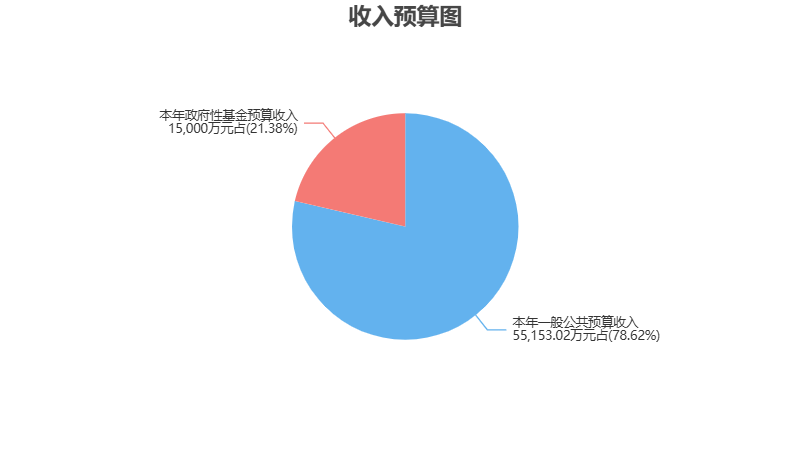 收入预算图
本年政府性基金预算收入
15,000万元占(21.38%)
本年一般公共预算收入
55,153.02万元占(78.62%)